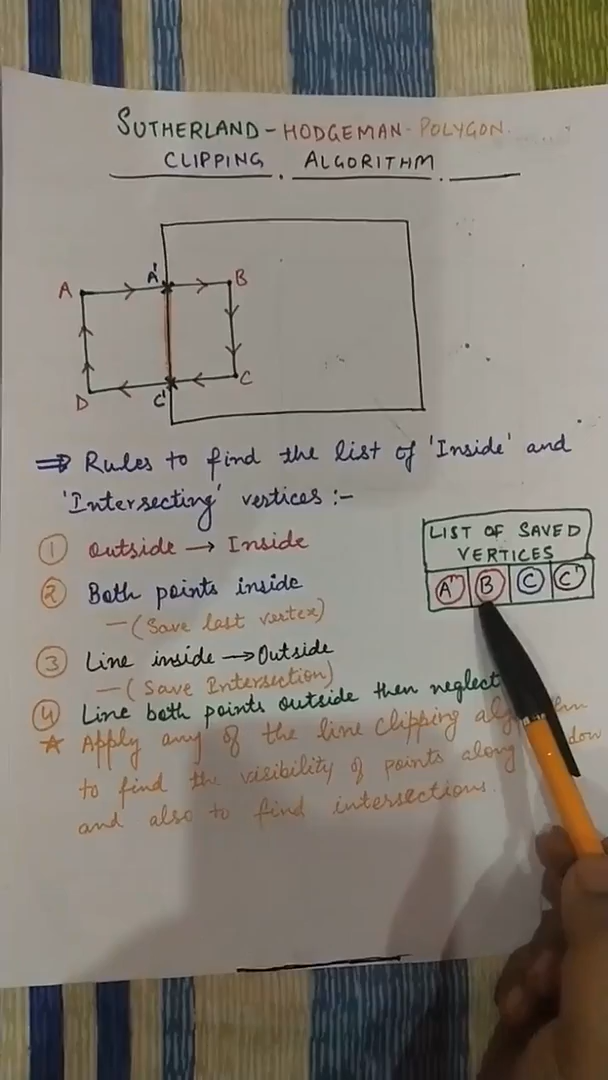 SUTHERLAND-HODGEMAN-POLYGON
CLIPPING ALGORITHM
A A' B
D C' C
⇒ Rules to find the list of 'Inside' and
'Intersecting' vertices :-
① Outside → Inside
② Both points inside
—(Save last vertex)
③ Line inside → Outside
—(Save Intersection)
④ Line both points outside then neglect
LIST OF SAVED
VERTICES
A' B C C'
★ Apply any of the line clipping
to find the visibility of points along
and also to find intersections.